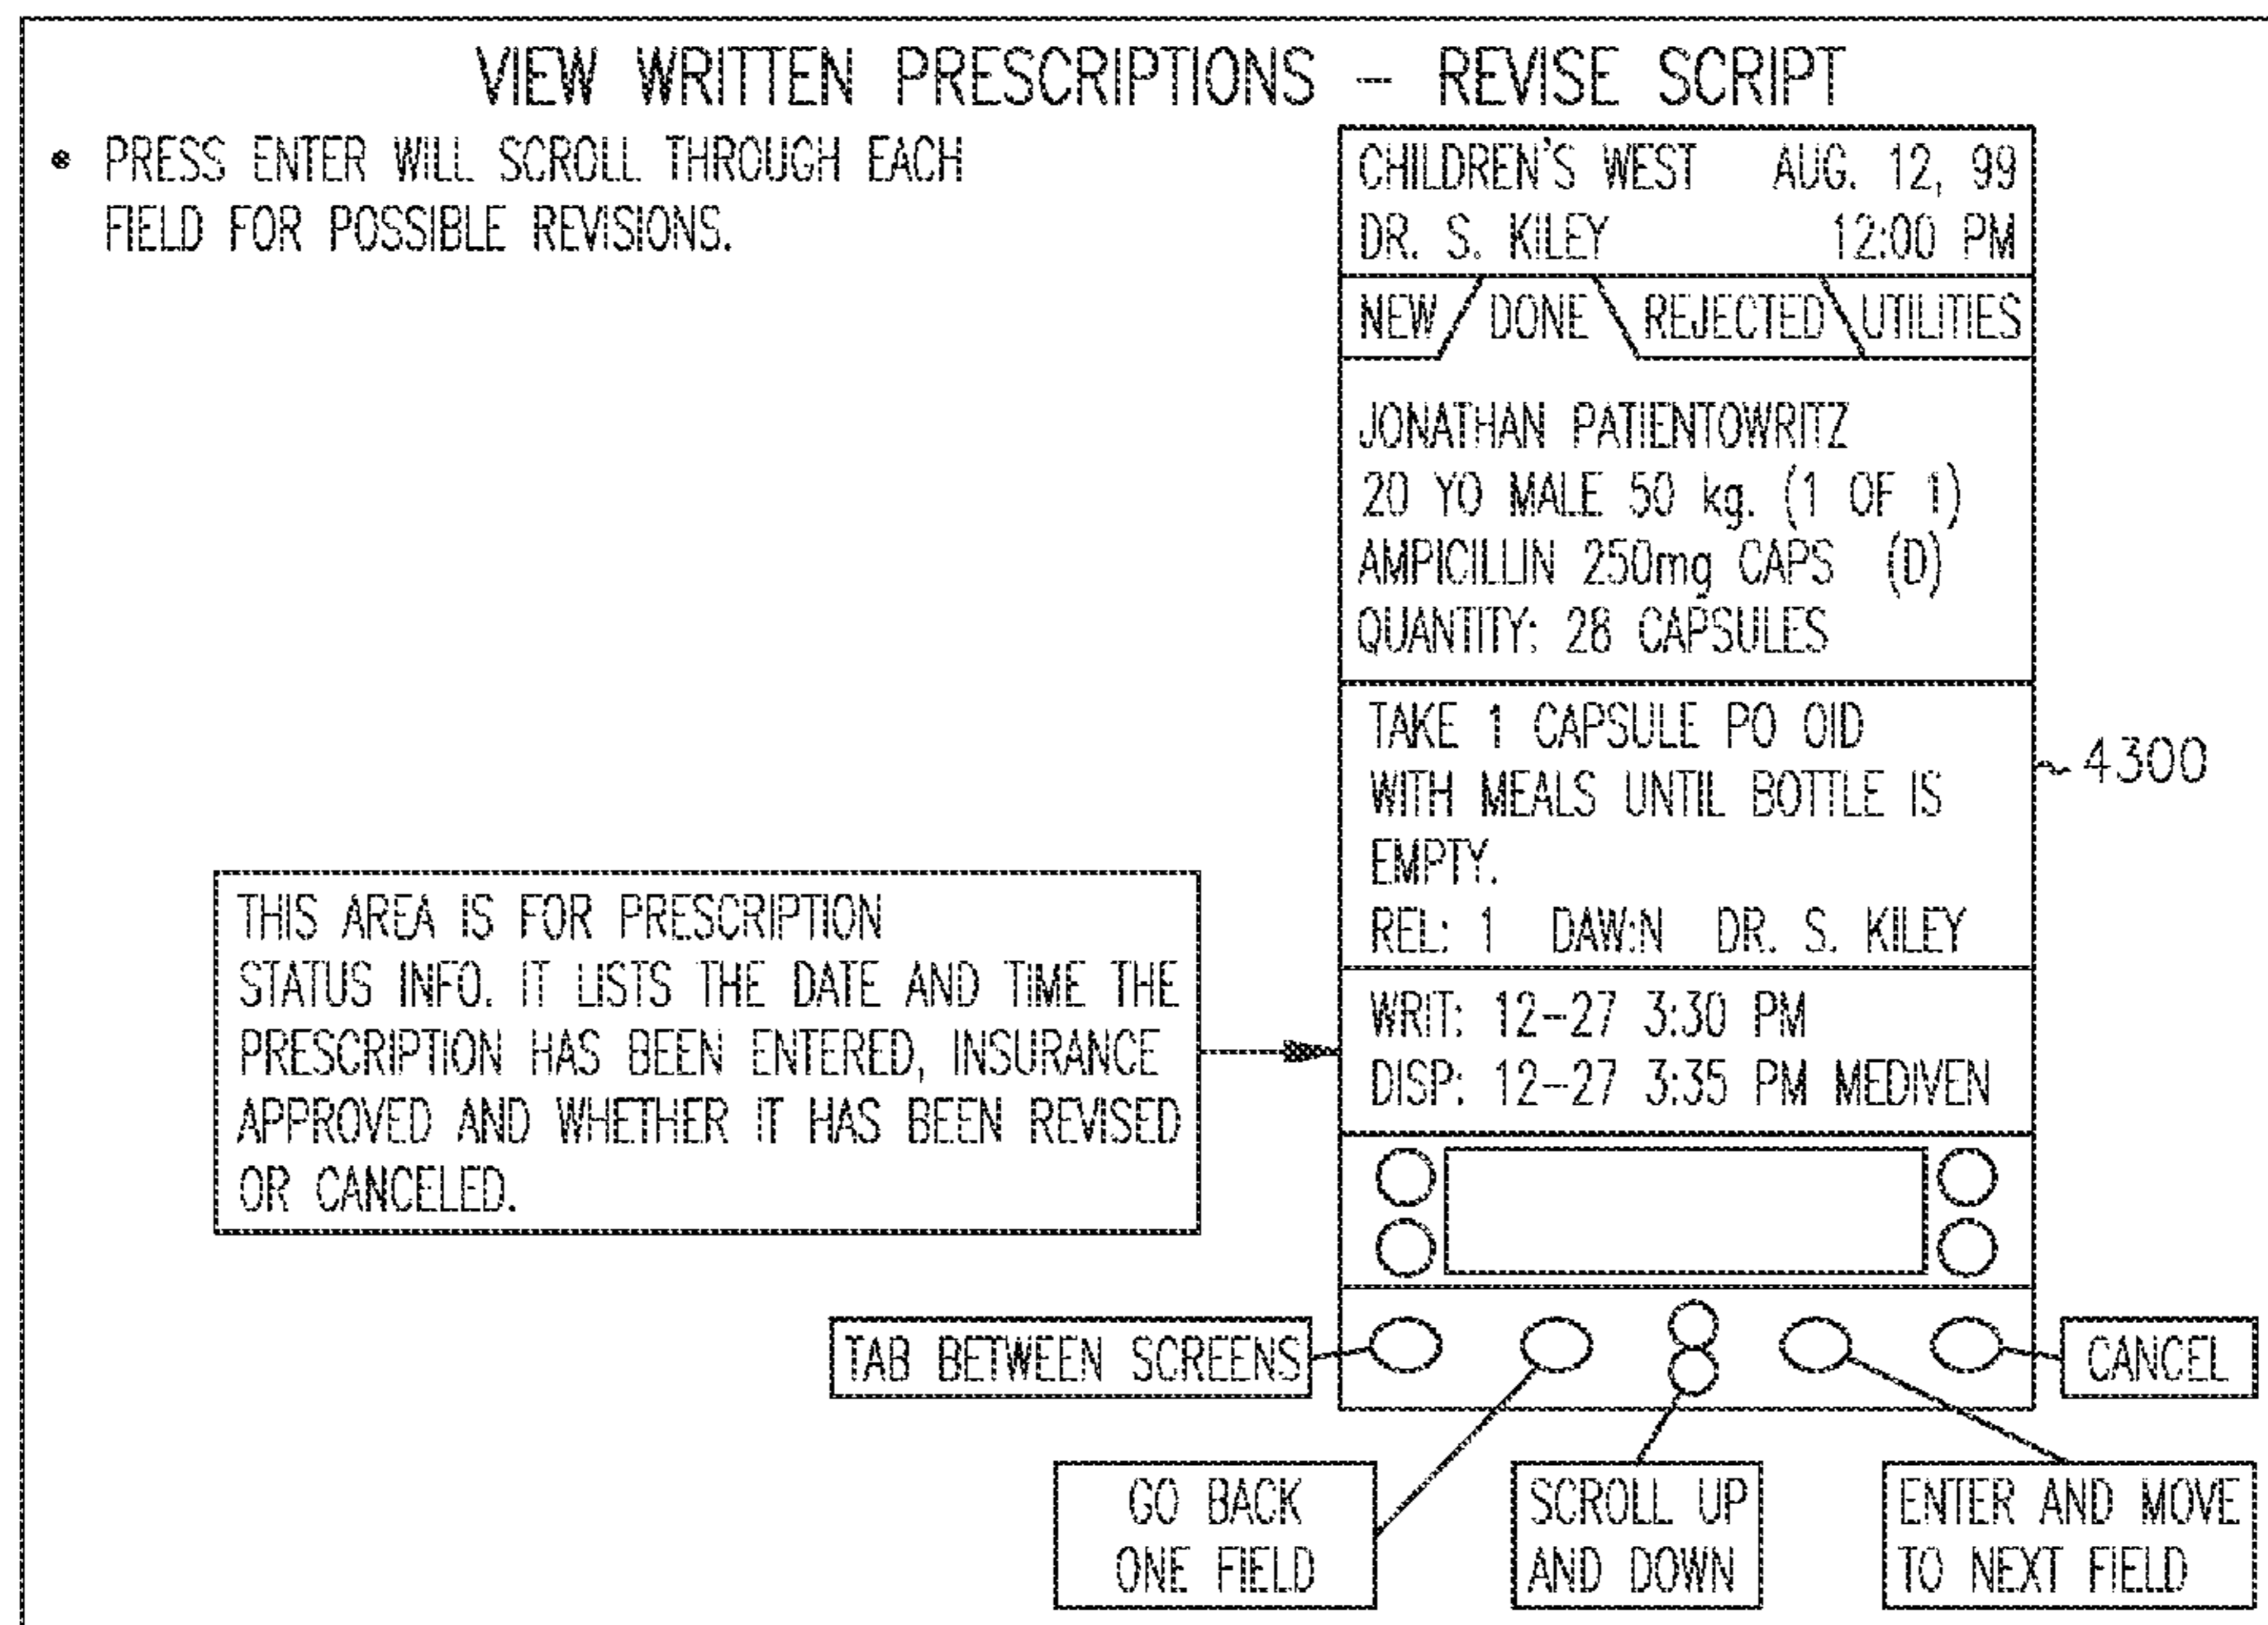 VIEW WRITTEN PRESCRIPTIONS – REVISE SCRIPT
• PRESS ENTER WILL SCROLL THROUGH EACH
FIELD FOR POSSIBLE REVISIONS.
CHILDREN'S WEST AUG. 12, 99
DR. S. KILEY 12:00 PM
NEW DONE REJECTED UTILITIES
JONATHAN PATIENTOWRITZ
20 YO MALE 50 kg. (1 OF 1)
AMPICILLIN 250mg CAPS (D)
QUANTITY: 28 CAPSULES
TAKE 1 CAPSULE PO OID
WITH MEALS UNTIL BOTTLE IS
EMPTY.
REL: 1 DAW:N DR. S. KILEY
4300
THIS AREA IS FOR PRESCRIPTION
STATUS INFO. IT LISTS THE DATE AND TIME THE
PRESCRIPTION HAS BEEN ENTERED, INSURANCE
APPROVED AND WHETHER IT HAS BEEN REVISED
OR CANCELED.
WRIT: 12–27 3:30 PM
DISP: 12–27 3:35 PM MEDIVEN
TAB BETWEEN SCREENS
CANCEL
GO BACK
ONE FIELD
SCROLL UP
AND DOWN
ENTER AND MOVE
TO NEXT FIELD